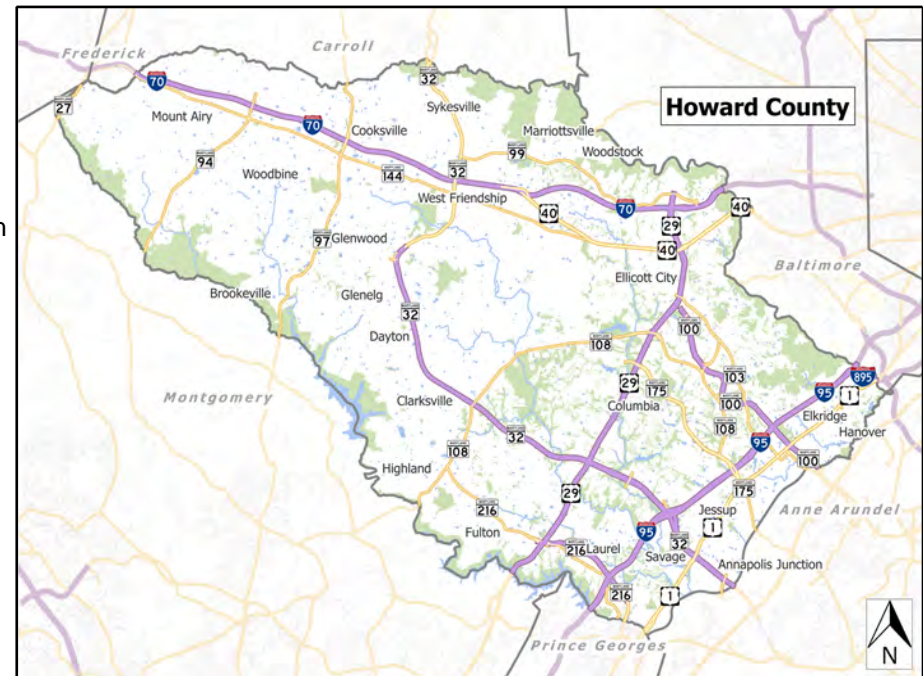 Frederick
Carroll
32
70
27
Mount Airy
Sykesville
Howard County
70
Cooksville
Marriottsville
94
99
Woodstock
Woodbine
144
32
West Friendship
70
40
40
29
97
Glenwood
40
Baltimore
Ellicott City
Brookeville
Glenelg
32
100
Dayton
108
Montgomery
29
175
103
95
895
Clarksville
Columbia
100
1
Elkridge
32
108
Hanover
108
95
100
Highland
175
29
Anne Arundel
216
Jessup
Fulton
95
1
216
Laurel
Savage
32
Annapolis Junction
216
1
Prince Georges
N
n